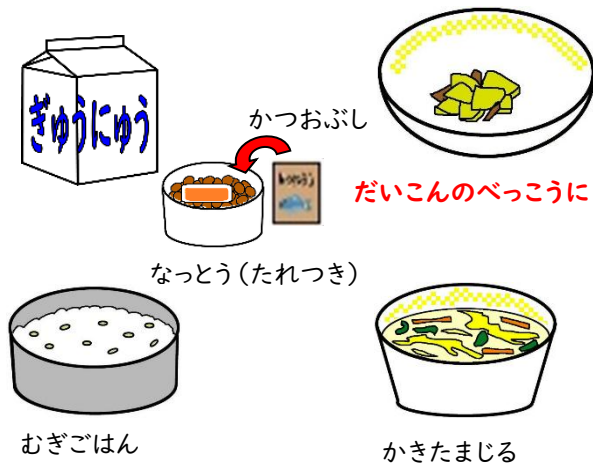 ぎゅうにゅう
かつおぶし
だいこんのべっこうに
なっとう(たれつき)
むぎごはん
かきたまじる